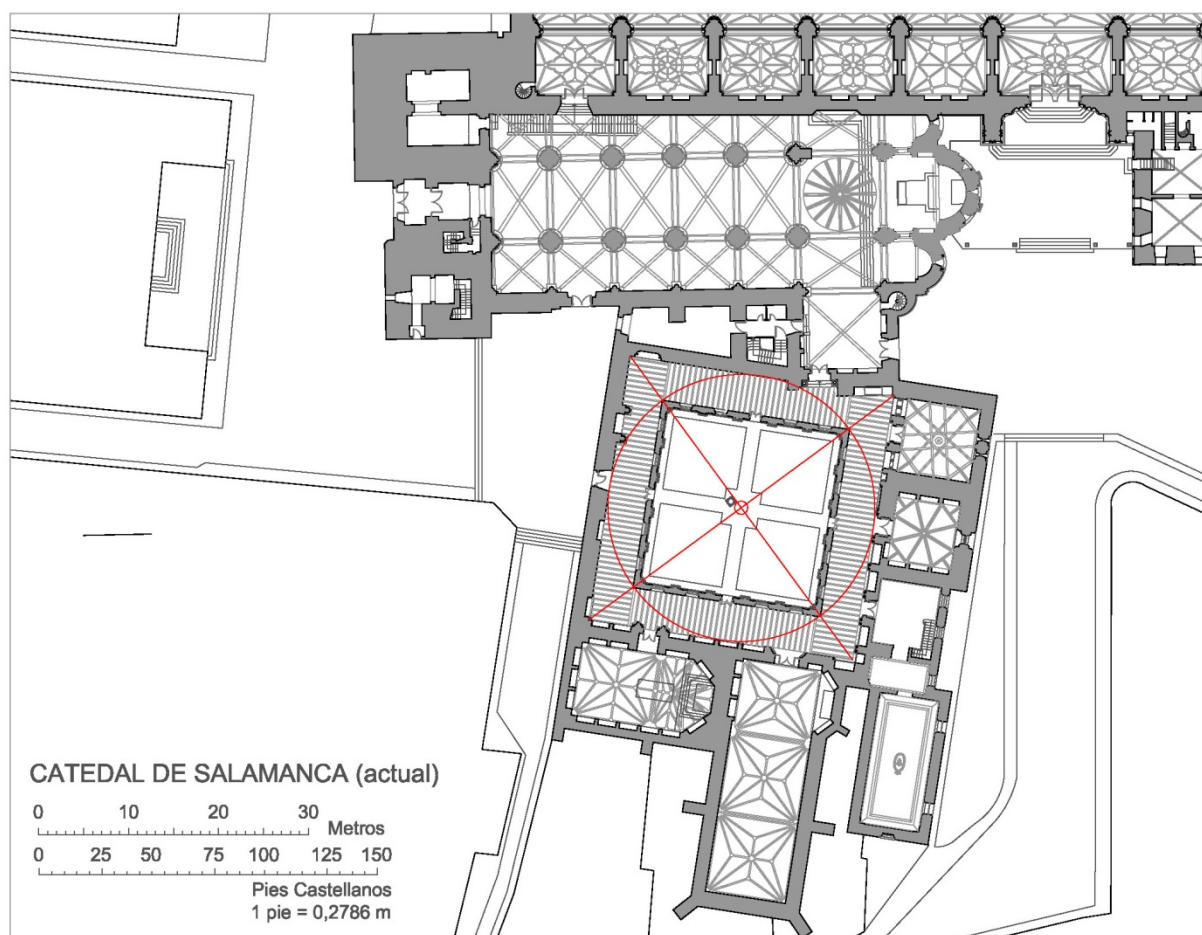 CATEDAL DE SALAMANCA (actual)
0 10 20 30 Metros
0 25 50 75 100 125 150
Pies Castellanos
1 pie = 0,2786 m